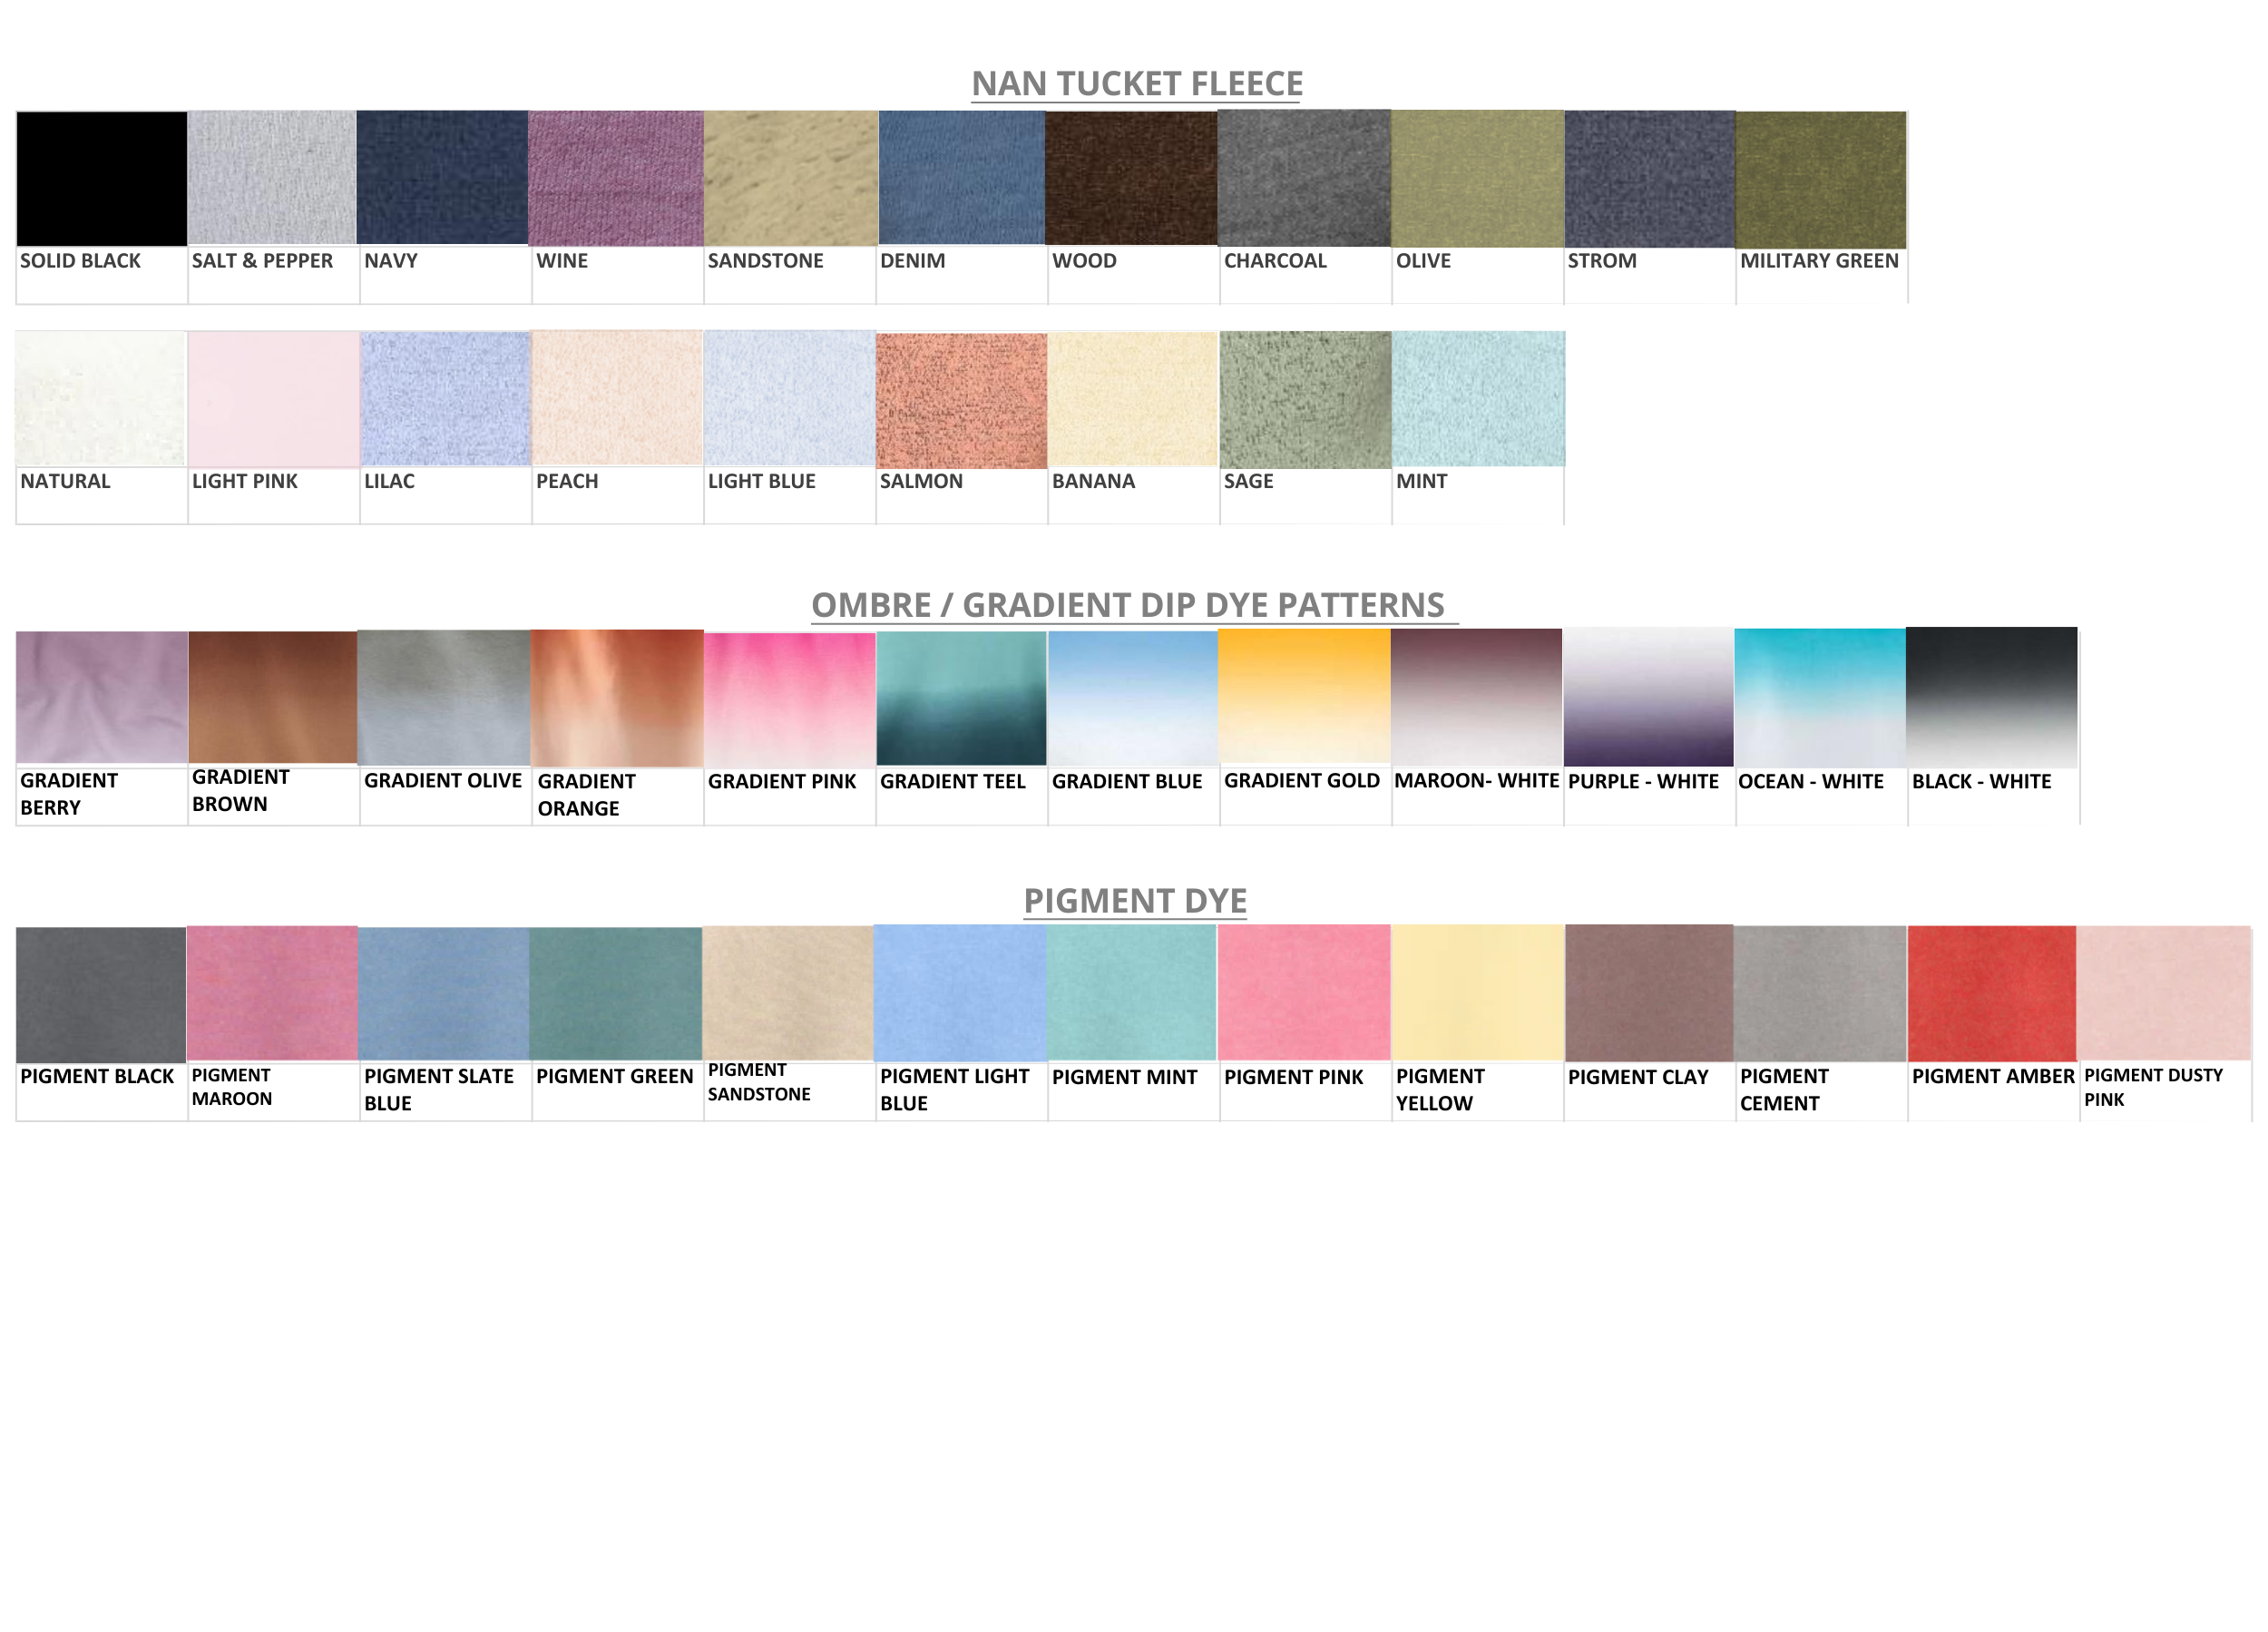 NAN TUCKET FLEECE
SOLID BLACK SALT & PEPPER NAVY WINE SANDSTONE DENIM WOOD CHARCOAL OLIVE STROM MILITARY GREEN
NATURAL LIGHT PINK LILAC PEACH LIGHT BLUE SALMON BANANA SAGE MINT
OMBRE / GRADIENT DIP DYE PATTERNS
GRADIENT
BERRY
GRADIENT
BROWN
GRADIENT OLIVE
GRADIENT
ORANGE
GRADIENT PINK
GRADIENT TEEL
GRADIENT BLUE
GRADIENT GOLD
MAROON- WHITE
PURPLE - WHITE
OCEAN - WHITE
BLACK - WHITE
PIGMENT DYE
PIGMENT BLACK
PIGMENT
MAROON
PIGMENT SLATE
BLUE
PIGMENT GREEN
PIGMENT
SANDSTONE
PIGMENT LIGHT
BLUE
PIGMENT MINT
PIGMENT PINK
PIGMENT
YELLOW
PIGMENT CLAY
PIGMENT
CEMENT
PIGMENT AMBER
PIGMENT DUSTY
PINK